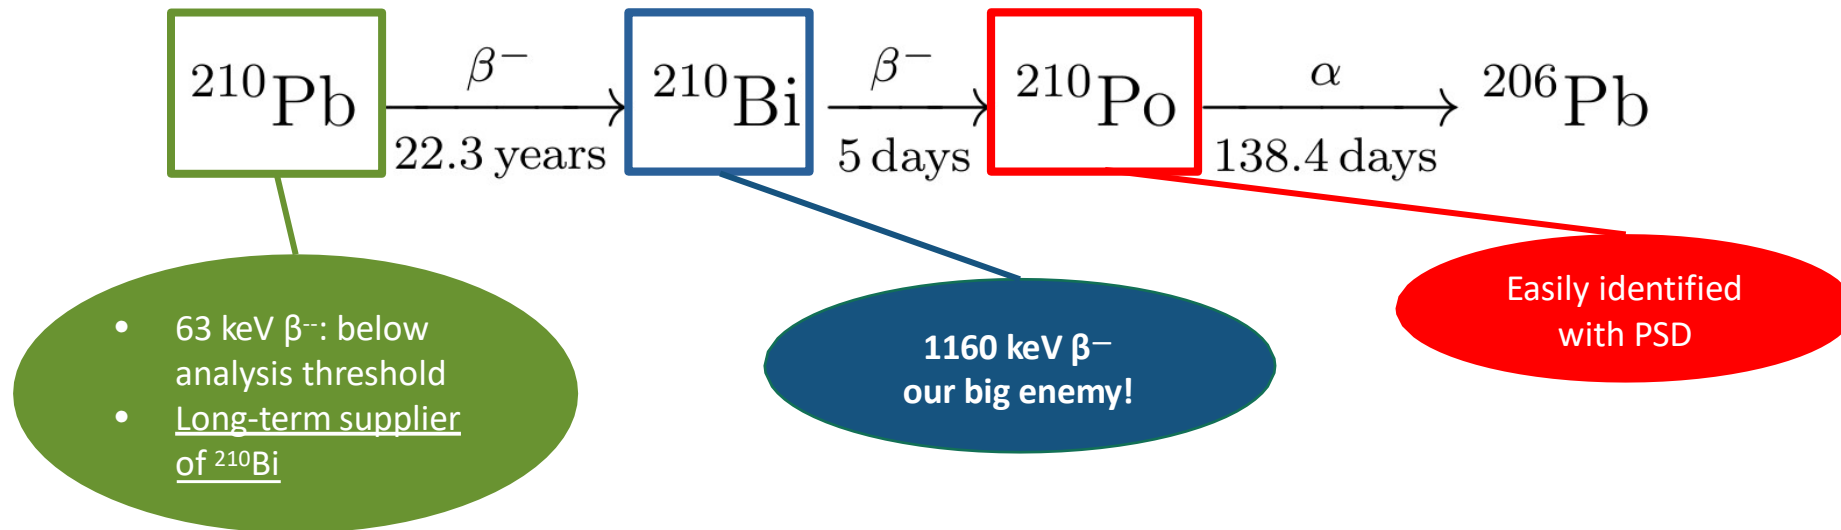 ²¹⁰Pb β⁻ 22.3 years ²¹⁰Bi β⁻ 5 days ²¹⁰Po α 138.4 days ²⁰⁶Pb
• 63 keV β⁻⁻: below
analysis threshold
• Long-term supplier
of ²¹⁰Bi
1160 keV β⁻
our big enemy!
Easily identified
with PSD